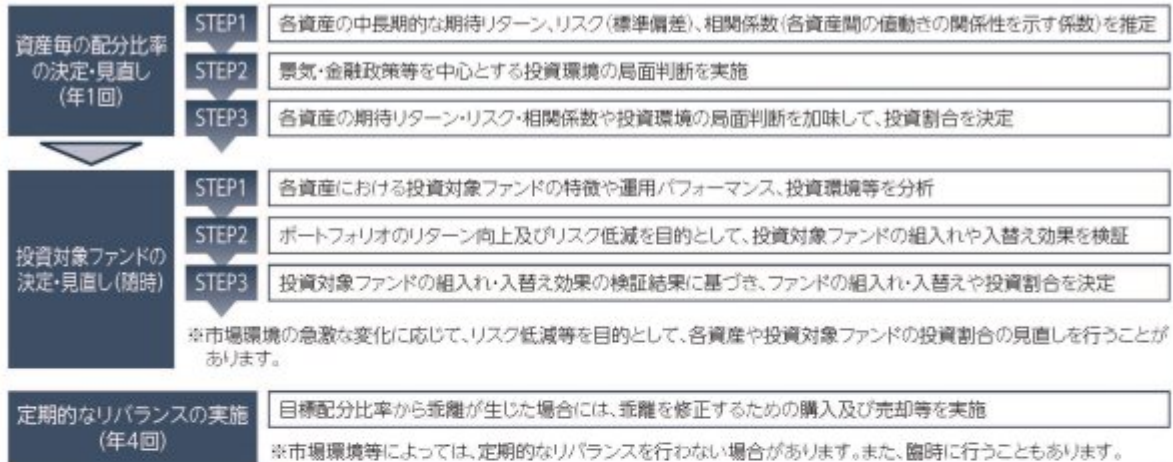 資産毎の配分比率
の決定・見直し
(年1回)
STEP1
各資産の中長期的な期待リターン、リスク(標準偏差)、相関係数(各資産間の値動きの関係性を示す係数)を推定
STEP2
景気・金融政策等を中心とする投資環境の局面判断を実施
STEP3
各資産の期待リターン・リスク・相関係数や投資環境の局面判断を加味して、投資割合を決定
投資対象ファンドの
決定・見直し(随時)
STEP1
各資産における投資対象ファンドの特徴や運用パフォーマンス、投資環境等を分析
STEP2
ポートフォリオのリターン向上及びリスク低減を目的として、投資対象ファンドの組入れや入替え効果を検証
STEP3
投資対象ファンドの組入れ・入替え効果の検証結果に基づき、ファンドの組入れ・入替えや投資割合を決定
※市場環境の急激な変化に応じて、リスク低減等を目的として、各資産や投資対象ファンドの投資割合の見直しを行うことが
あります。
定期的なリバランスの実施
(年4回)
目標配分比率から乖離が生じた場合には、乖離を修正するための購入及び売却等を実施
※市場環境等によっては、定期的なリバランスを行わない場合があります。また、臨時に行うこともあります。